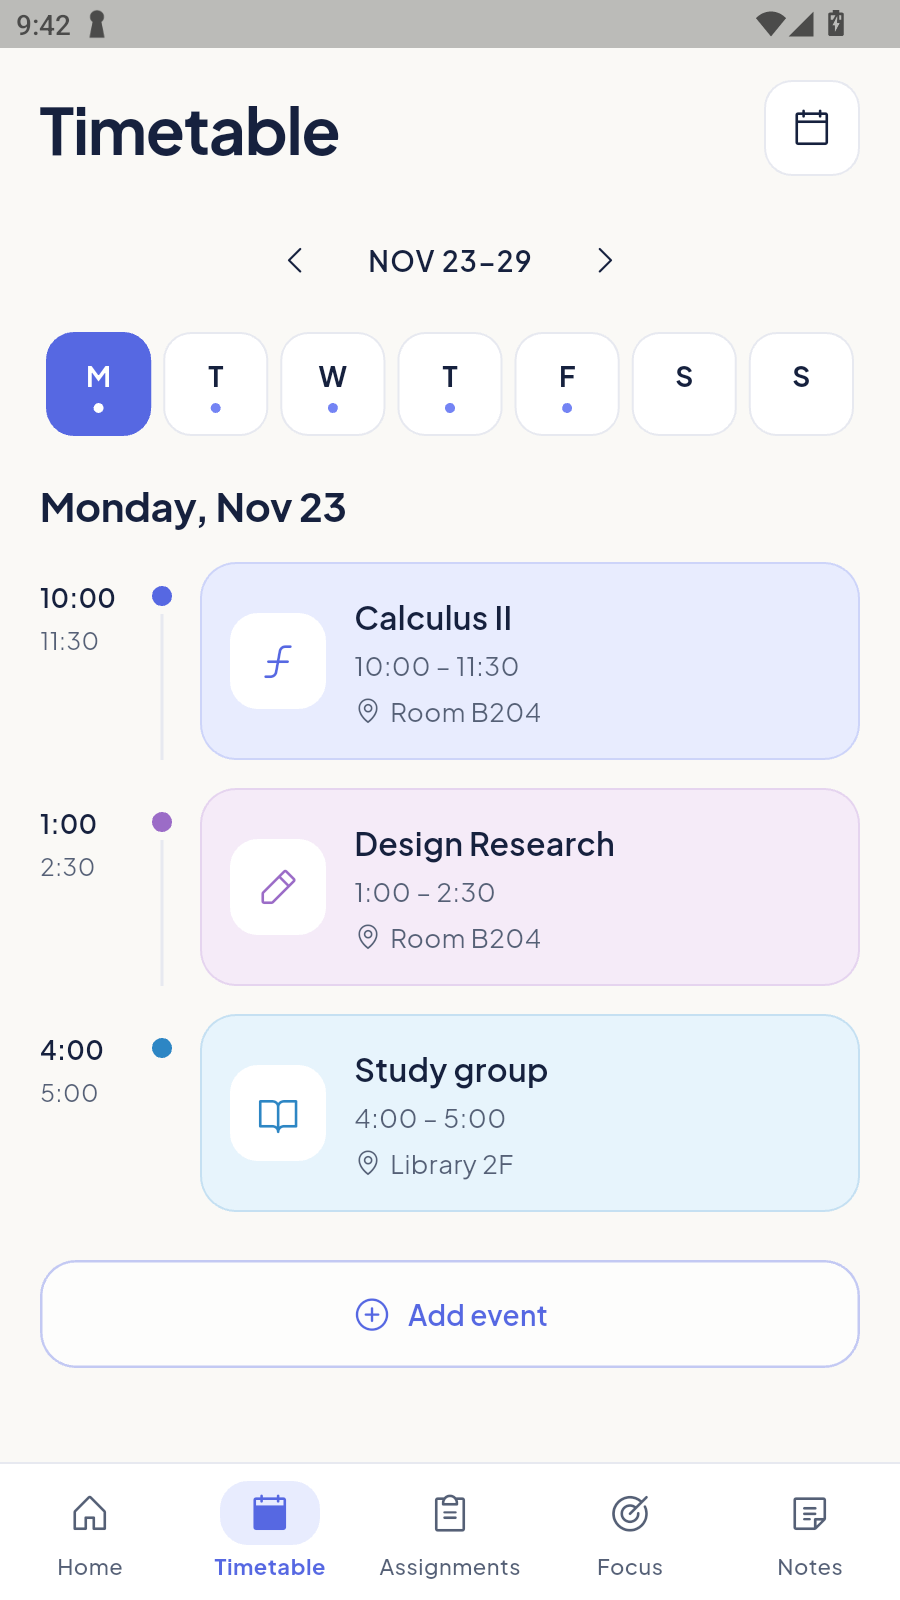 9:42
Timetable
NOV 23–29
M T W T F S S
Monday, Nov 23
10:00
11:30
Calculus II
10:00 – 11:30
Room B204
1:00
2:30
Design Research
1:00 – 2:30
Room B204
4:00
5:00
Study group
4:00 – 5:00
Library 2F
Add event
Home Timetable Assignments Focus Notes